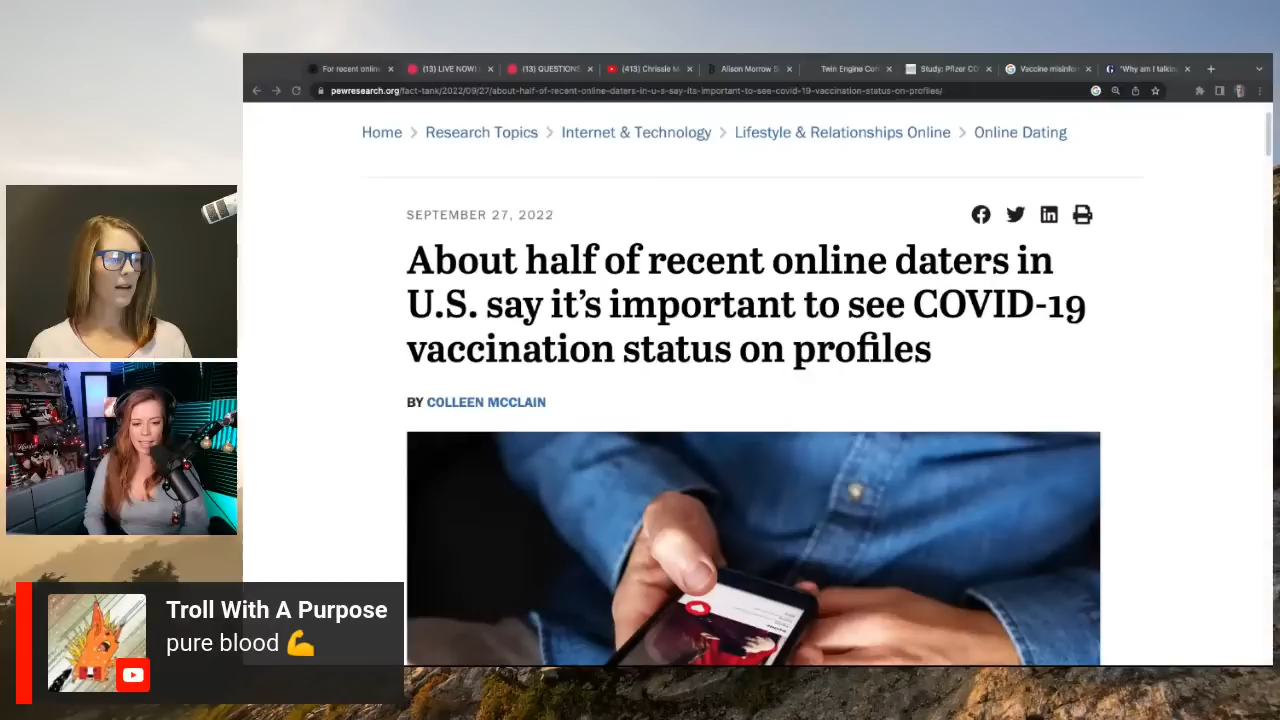 For recent online
(13) LIVE NOW!
(13) QUESTIONS
(413) Chrissie M
Alison Morrow S
Twin Engine Con
Study: Pfizer CO
Vaccine misinfor
"Why am I talkin
pewresearch.org/fact-tank/2022/09/27/about-half-of-recent-online-daters-in-u-s-say-its-important-to-see-covid-19-vaccination-status-on-profiles/
Home > Research Topics > Internet & Technology > Lifestyle & Relationships Online > Online Dating
SEPTEMBER 27, 2022
About half of recent online daters in
U.S. say it's important to see COVID-19
vaccination status on profiles
BY COLLEEN MCCLAIN
Troll With A Purpose
pure blood 💪